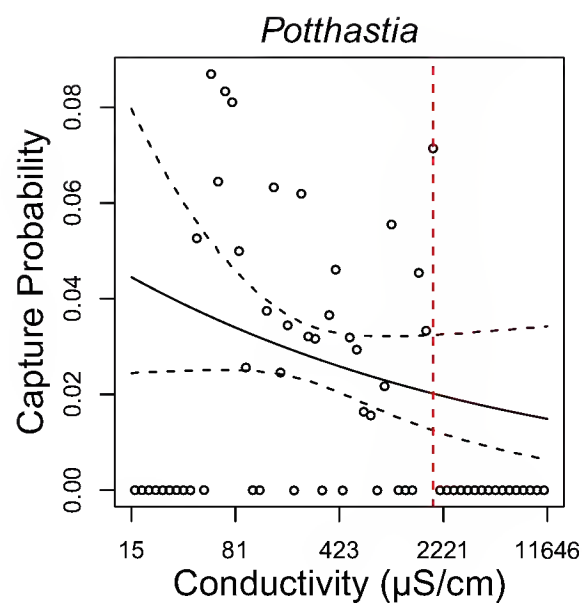 Potthastia
Capture Probability
0.08
0.06
0.04
0.02
0.00
15 81 423 2221 11646
Conductivity (µS/cm)